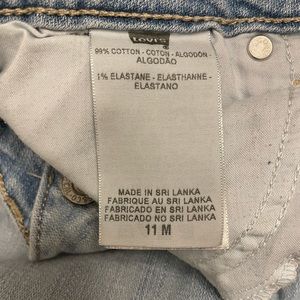 Levi's
99% COTTON - COTON - ALGODÓN -
ALGODÃO
1% ELASTANE - ELASTHANNE -
ELASTANO
MADE IN SRI LANKA
FABRIQUE AU SRI LANKA
FABRICADO EN SRI LANKA
FABRICADO NO SRI LANKA
11 M